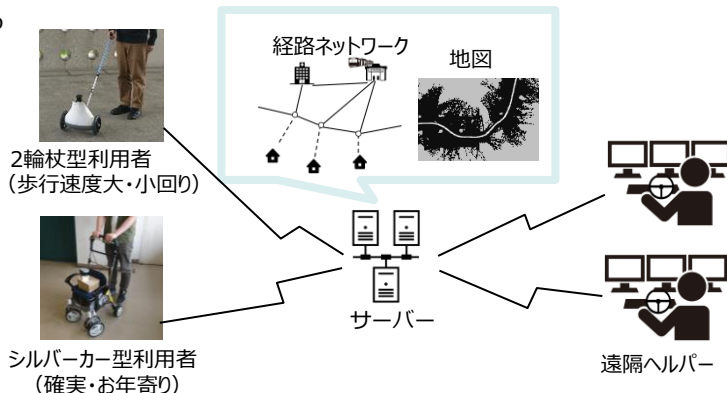 経路ネットワーク
地図
2輪杖型利用者
（歩行速度大・小回り）
サーバー
シルバーカー型利用者
（確実・お年寄り）
遠隔ヘルパー